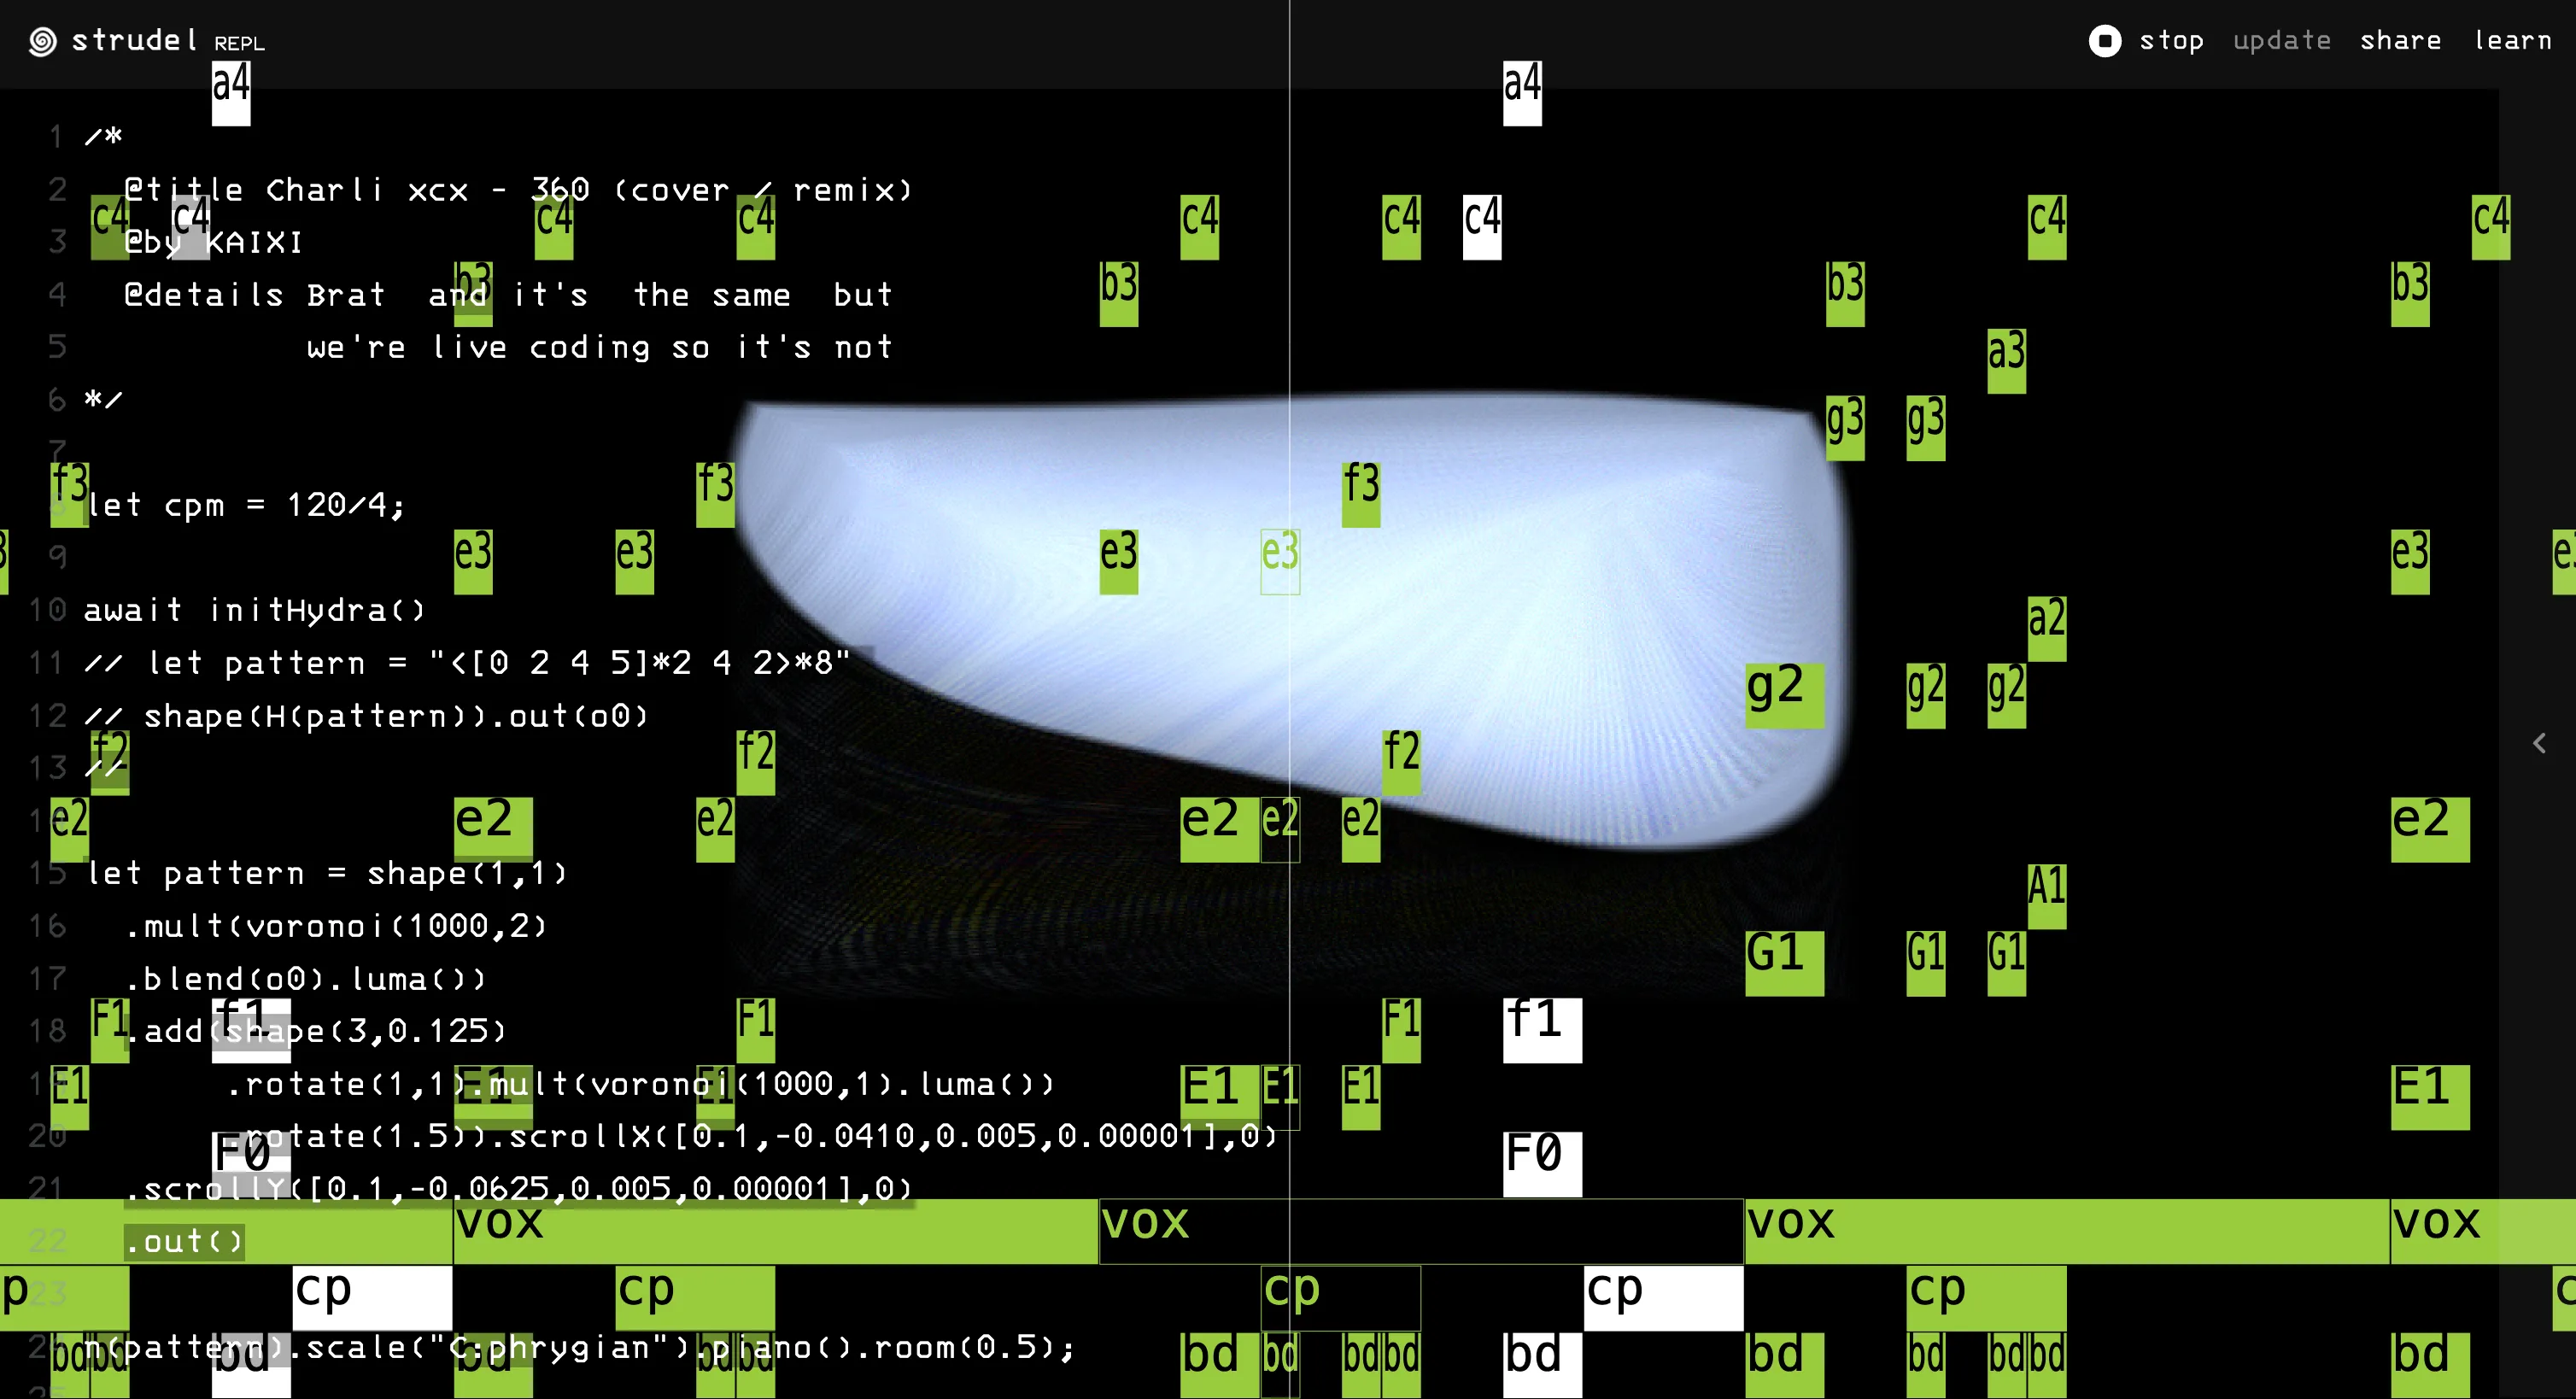 strudel REPL stop update share learn
a4 a4
1 /*
2 @title Charli xcx - 360 (cover / remix)
c4 c4 c4 c4 c4 c4 c4 c4 c4
3 @by KAIXI
4 @details Brat and it's the same but
b3 b3 b3 b3
5 we're live coding so it's not
a3
6 */
g3 g3
7
f3 f3 f3
8 let cpm = 120/4;
9
e3 e3 e3 e3 e3
10 await initHydra()
a2
11 // let pattern = "<[0 2 4 5]*2 4 2>*8"
g2 g2 g2
12 // shape(H(pattern)).out(o0)
f2 f2 f2
13 //
e2 e2 e2 e2 e2 e2 e2
15 let pattern = shape(1,1)
A1
16 .mult(voronoi(1000,2)
G1 G1 G1
17 .blend(o0).luma())
F1 f1 F1 F1 f1
18 .add(shape(3,0.125)
19 .rotate(1,1).mult(voronoi(1000,1).luma())
E1 E1 E1 E1 E1 E1 E1
20 .rotate(1.5)).scrollX([0.1,-0.0410,0.005,0.00001],0)
F0 F0
21 .scrollY([0.1,-0.0625,0.005,0.00001],0)
vox vox vox vox
22 .out()
23
cp cp cp cp cp
24 n(pattern).scale("C:phrygian").piano().room(0.5);
bd bd bd bd bd bd bd bd bd bd bd bd bd bd bd bd
25